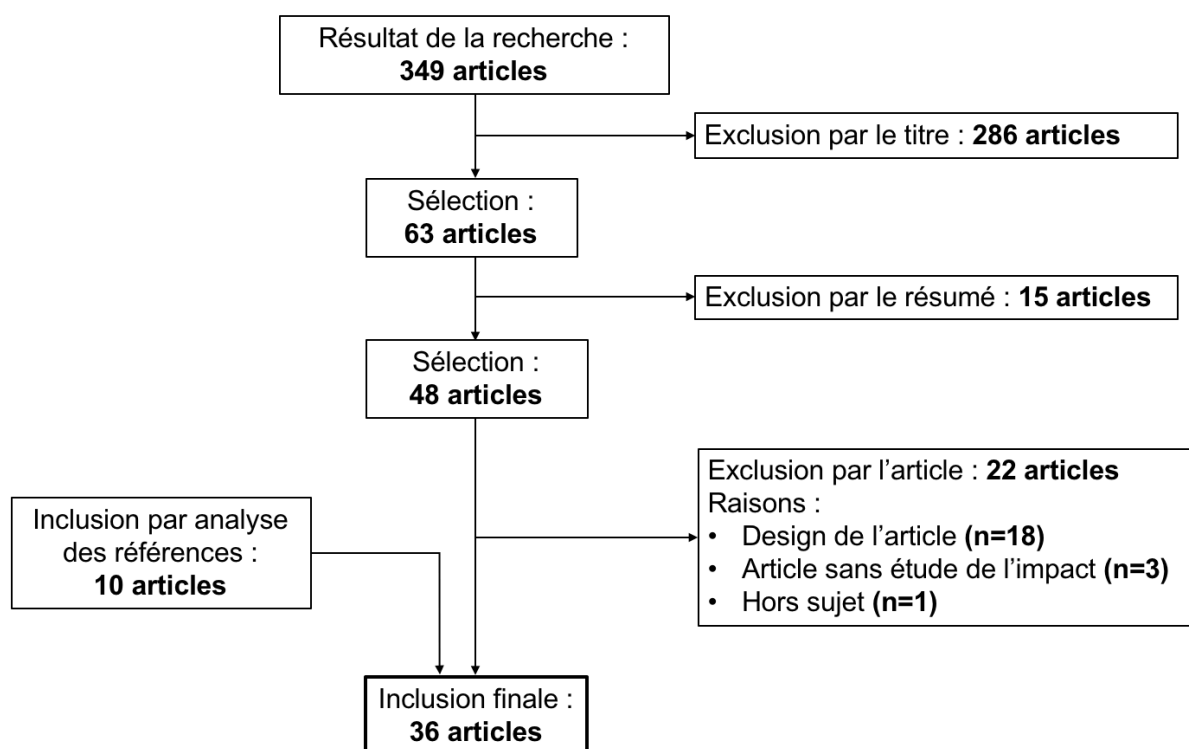 Résultat de la recherche :
349 articles
Exclusion par le titre : 286 articles
Sélection :
63 articles
Exclusion par le résumé : 15 articles
Sélection :
48 articles
Exclusion par l’article : 22 articles
Raisons :
• Design de l’article (n=18)
• Article sans étude de l’impact (n=3)
• Hors sujet (n=1)
Inclusion par analyse
des références :
10 articles
Inclusion finale :
36 articles